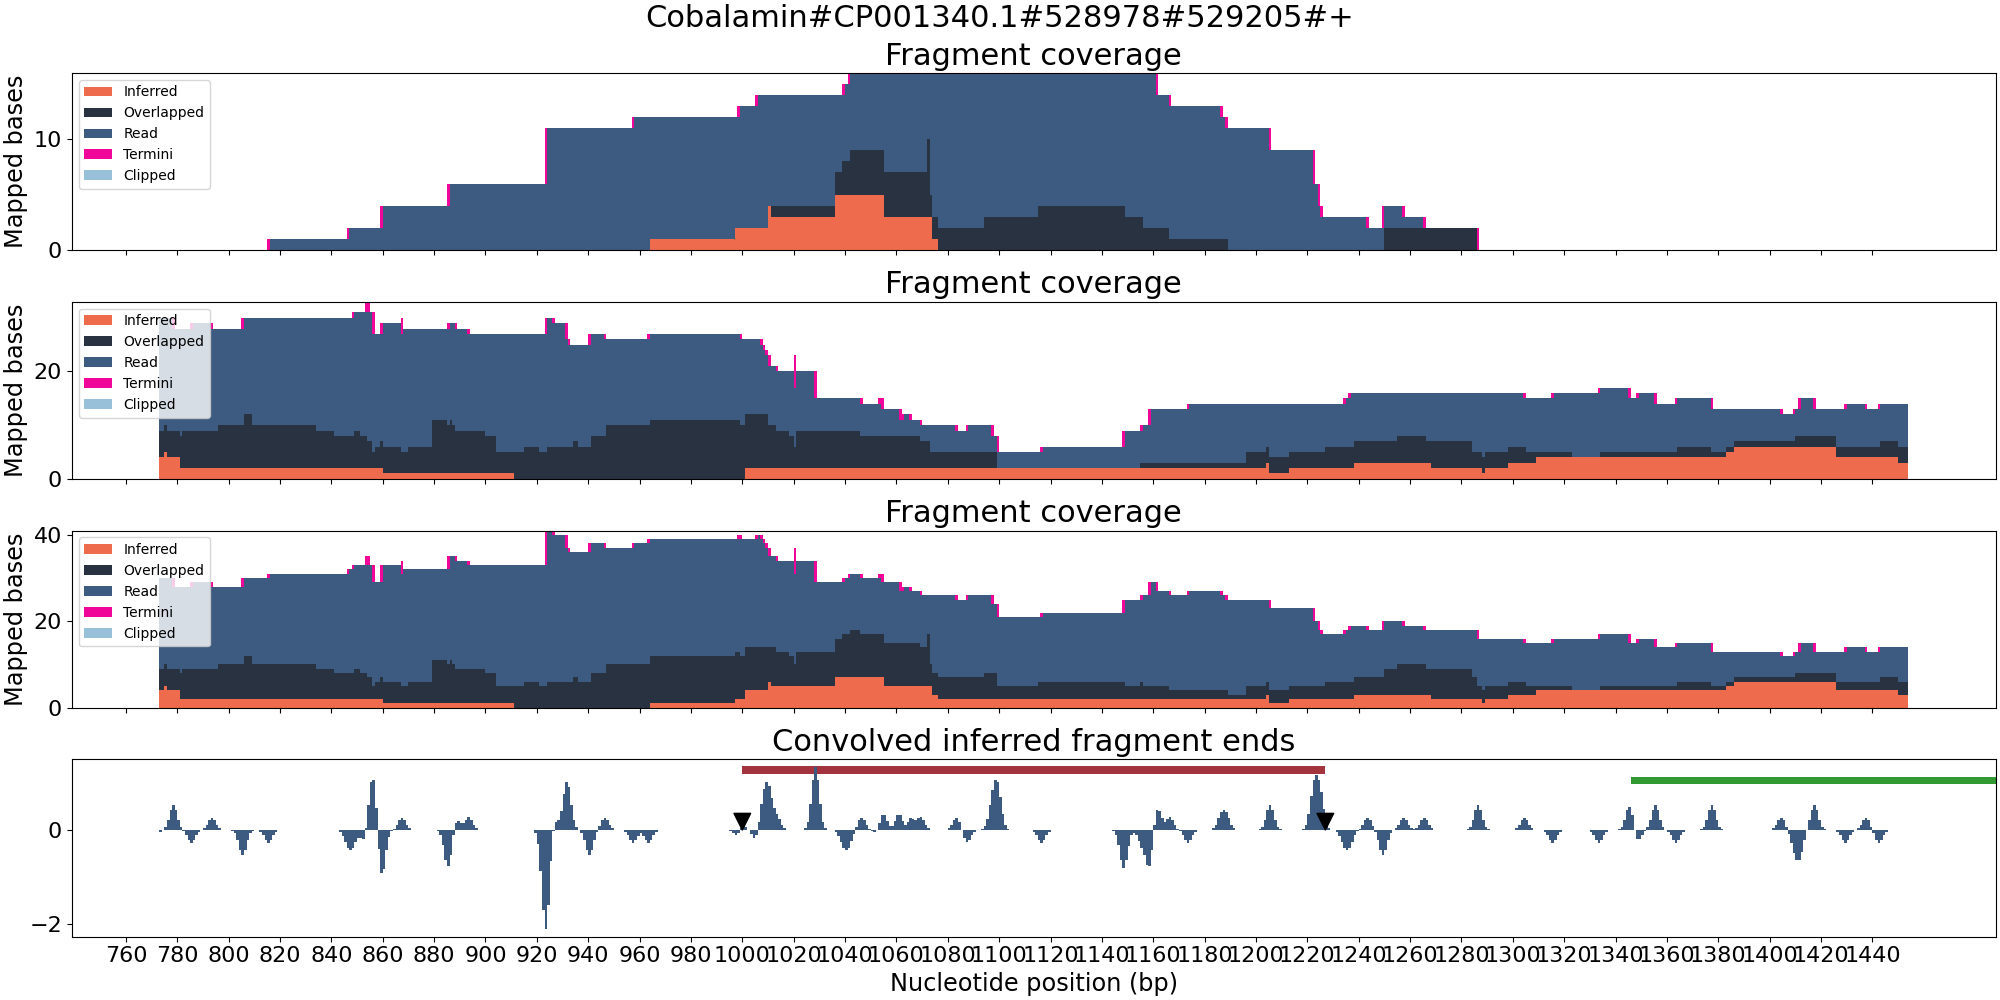 Cobalamin#CP001340.1#528978#529205#+
Fragment coverage
Mapped bases
10
0
Inferred
Overlapped
Read
Termini
Clipped
Fragment coverage
Mapped bases
20
0
Inferred
Overlapped
Read
Termini
Clipped
Fragment coverage
Mapped bases
40
20
0
Inferred
Overlapped
Read
Termini
Clipped
Convolved inferred fragment ends
0
−2
760 780 800 820 840 860 880 900 920 940 960 980 1000 1020 1040 1060 1080 1100 1120 1140 1160 1180 1200 1220 1240 1260 1280 1300 1320 1340 1360 1380 1400 1420 1440
Nucleotide position (bp)